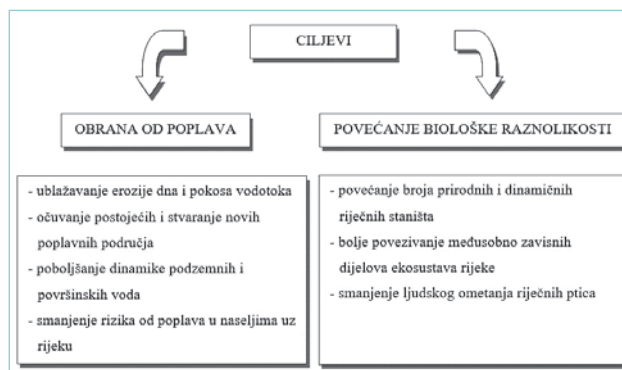 CILJEVI
OBRANA OD POPLAVA
- ublažavanje erozije dna i pokosa vodotoka
- očuvanje postojećih i stvaranje novih
poplavnih područja
- poboljšanje dinamike podzemnih i
površinskih voda
- smanjenje rizika od poplava u naseljima uz
rijeku
POVEĆANJE BIOLOŠKE RAZNOLIKOSTI
- povećanje broja prirodnih i dinamičnih
riječnih staništa
- bolje povezivanje međusobno zavisnih
dijelova ekosustava rijeke
- smanjenje ljudskog ometanja riječnih ptica